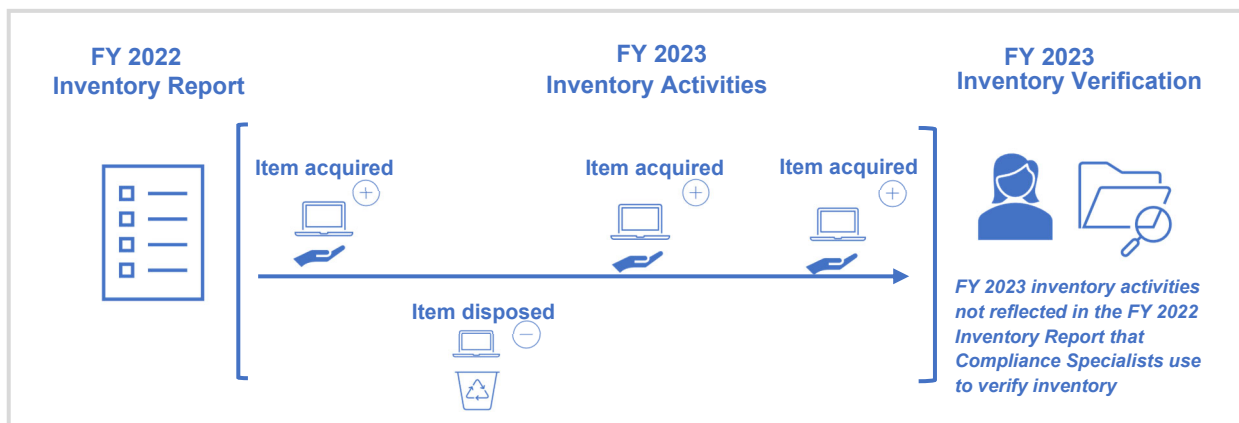 FY 2022
Inventory Report
FY 2023
Inventory Activities
FY 2023
Inventory Verification
Item acquired
Item acquired
Item acquired
Item disposed
FY 2023 inventory activities
not reflected in the FY 2022
Inventory Report that
Compliance Specialists use
to verify inventory